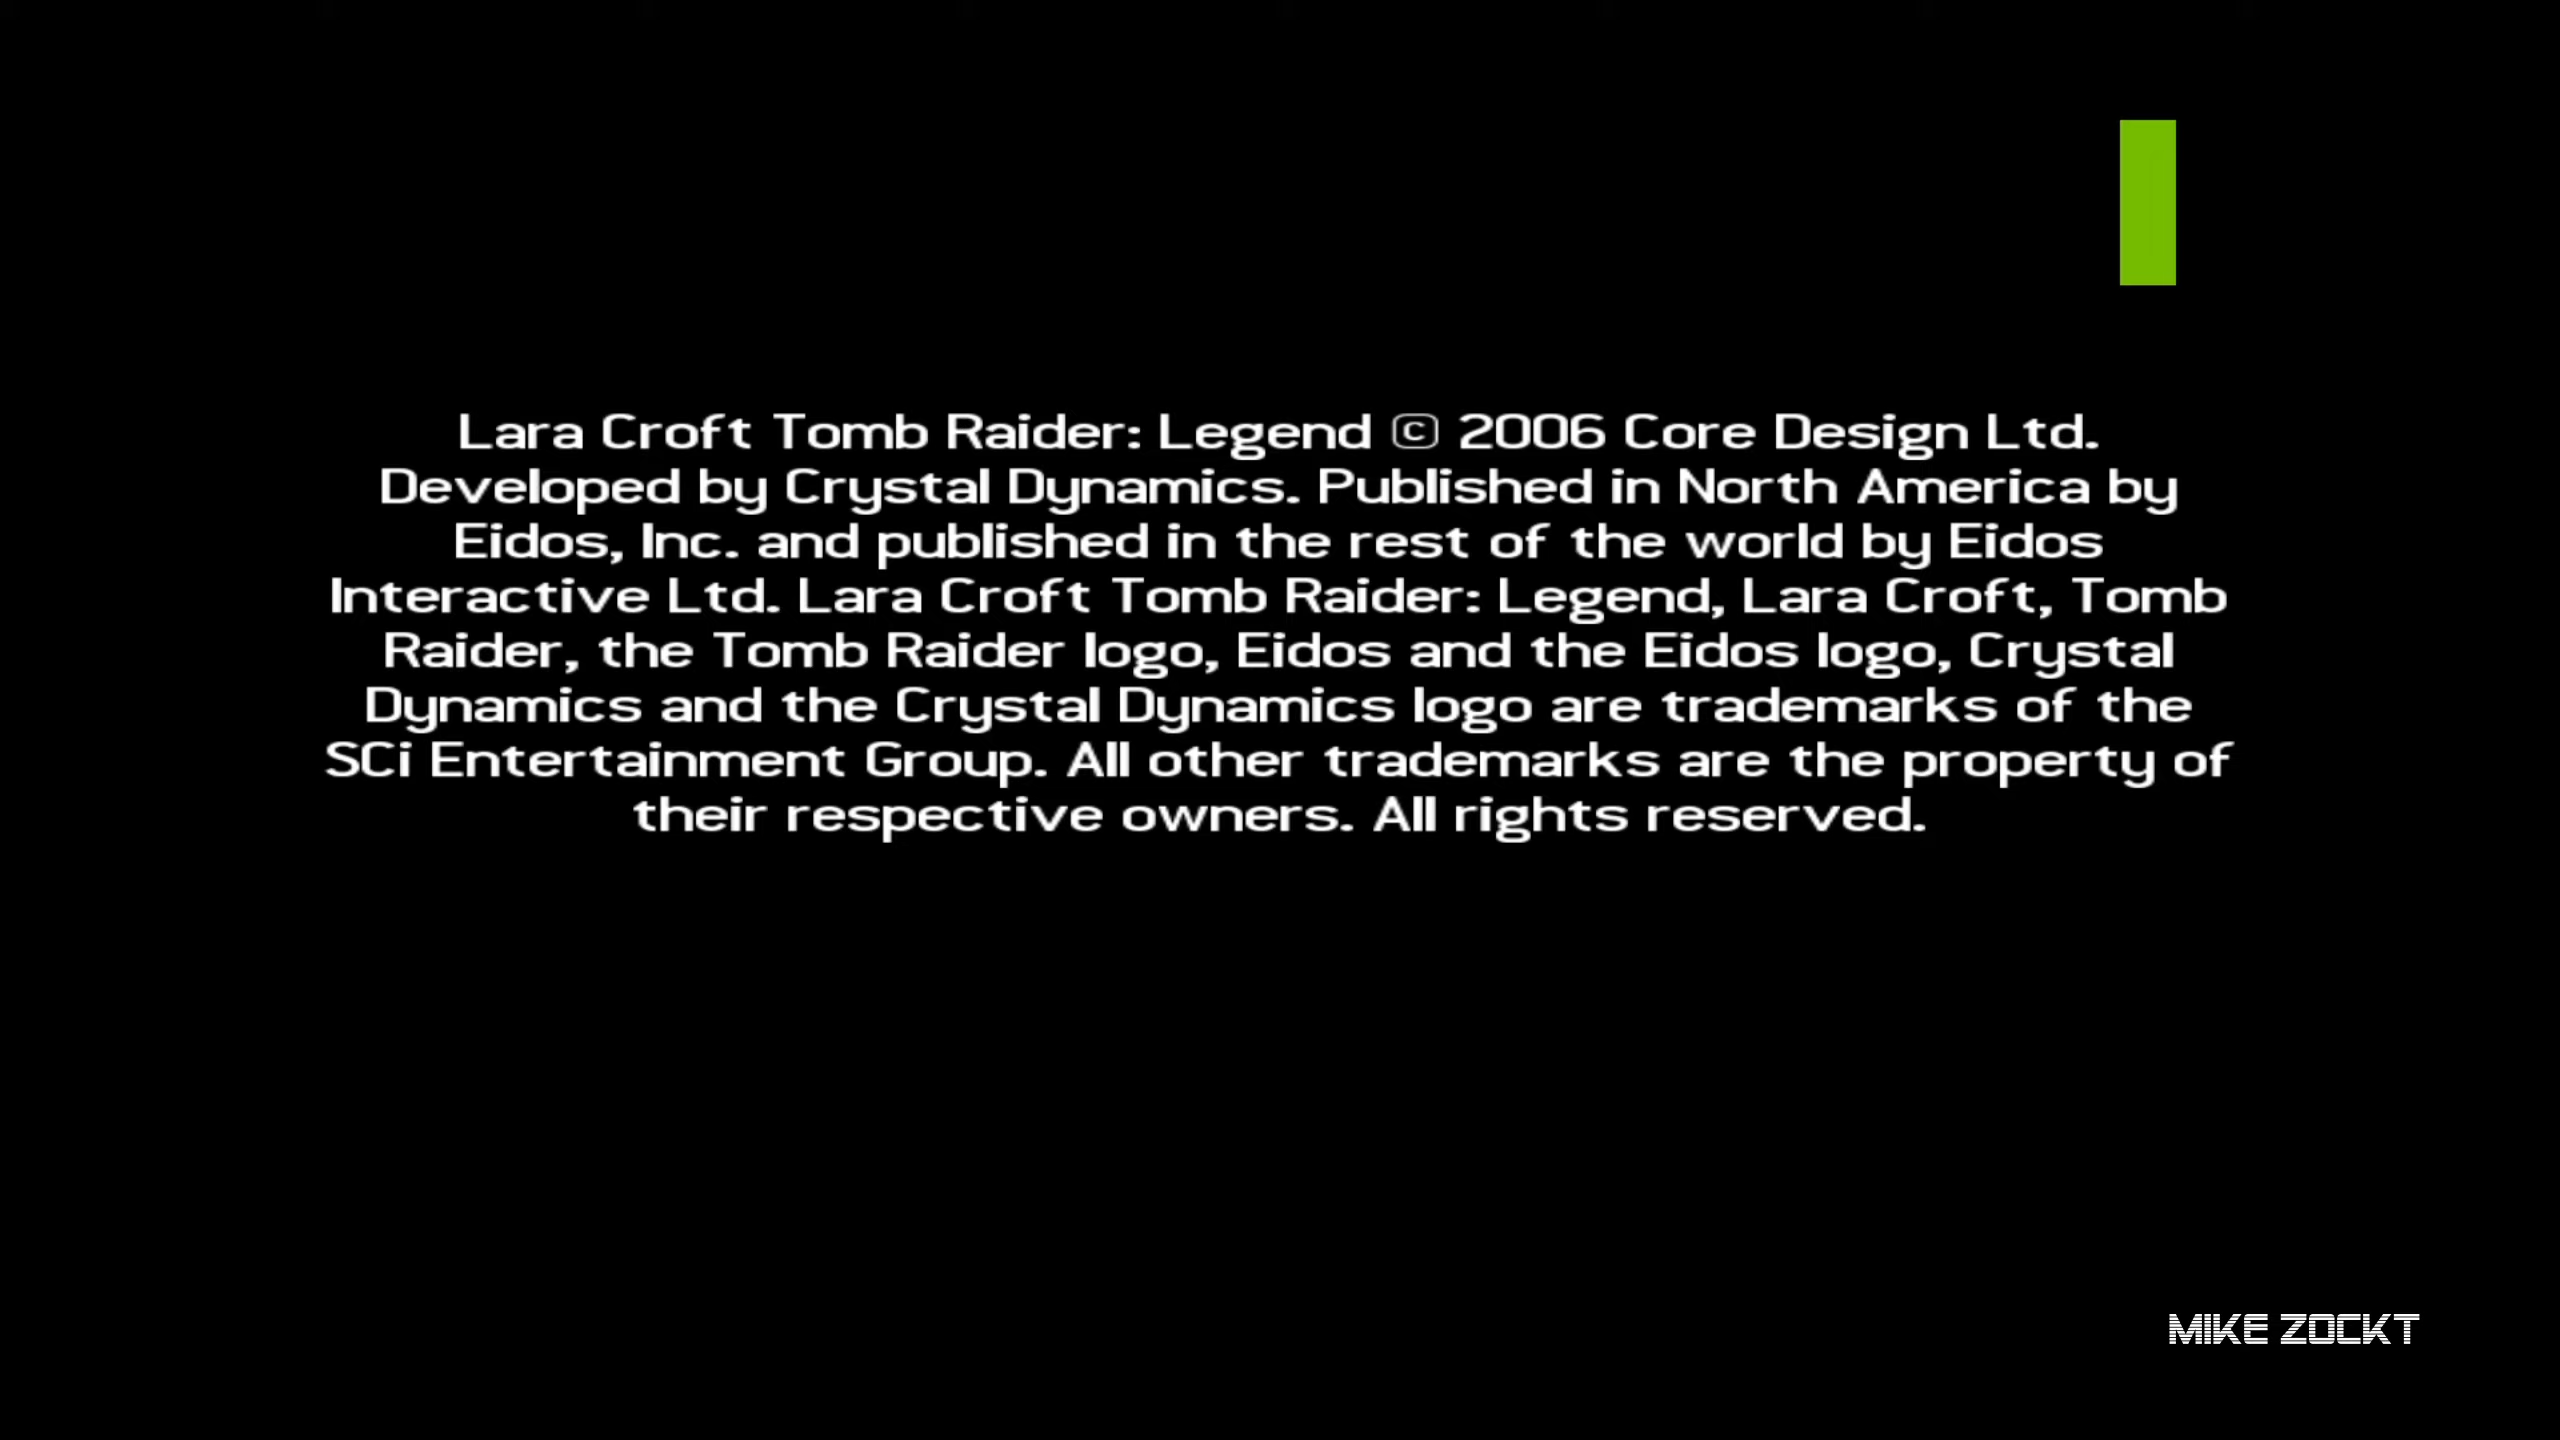 Lara Croft Tomb Raider: Legend © 2006 Core Design Ltd.
Developed by Crystal Dynamics. Published in North America by
Eidos, Inc. and published in the rest of the world by Eidos
Interactive Ltd. Lara Croft Tomb Raider: Legend, Lara Croft, Tomb
Raider, the Tomb Raider logo, Eidos and the Eidos logo, Crystal
Dynamics and the Crystal Dynamics logo are trademarks of the
SCi Entertainment Group. All other trademarks are the property of
their respective owners. All rights reserved.
MIKE ZOCKT